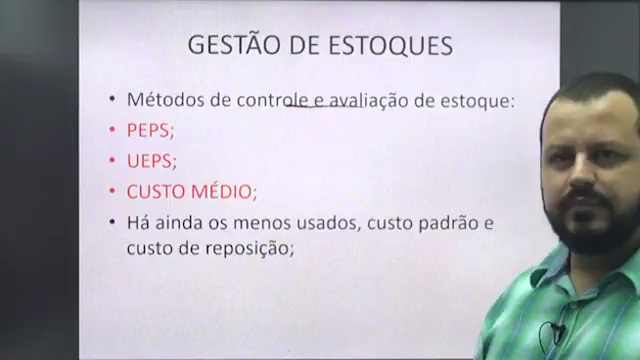 GESTÃO DE ESTOQUES
• Métodos de controle e avaliação de estoque:
• PEPS;
• UEPS;
• CUSTO MÉDIO;
• Há ainda os menos usados, custo padrão e
custo de reposição;